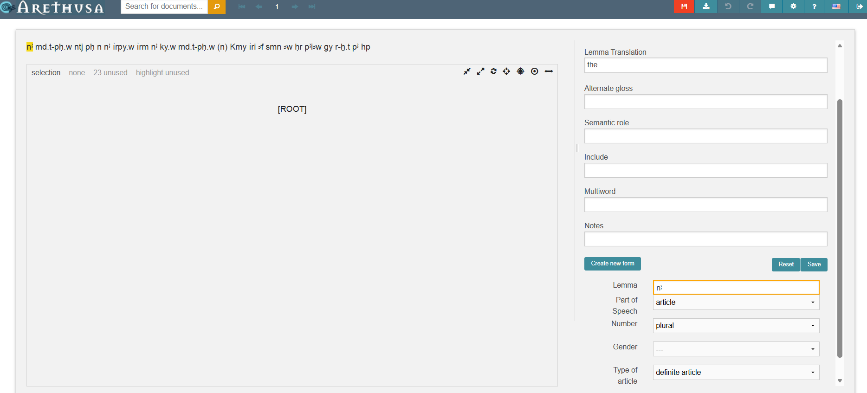 Arethusa Search for documents... 1
nꜣ md.t-pḥ.w ntj pḥ n nꜣ irpy.w irm nꜣ ky.w md.t-pḥ.w (n) Kmy iri ⸗f smn ⸗w ḥr pꜣi̯⸗w gy r-ẖ.t pꜣ hp
selection none 23 unused highlight unused
[ROOT]
Lemma Translation
the
Alternate gloss
Semantic role
Include
Multiword
Notes
Create new form Reset Save
Lemma nꜣ
Part of Speech article
Number plural
Gender ---
Type of article definite article